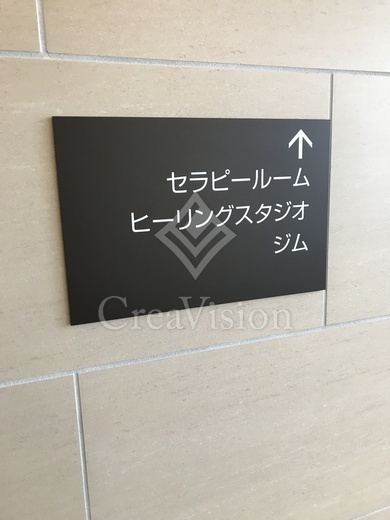 ↑
セラピールーム
ヒーリングスタジオ
ジム
CreaVision